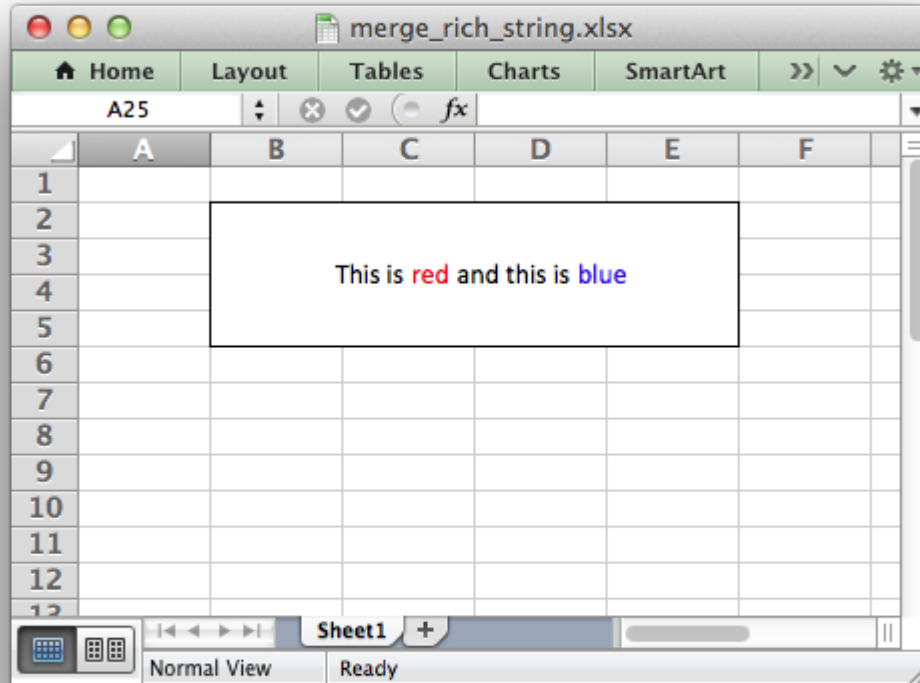 merge_rich_string.xlsx
Home Layout Tables Charts SmartArt
A25 fx
A B C D E F
1
2
3
This is red and this is blue
4
5
6
7
8
9
10
11
12
13
Sheet1
Normal View Ready